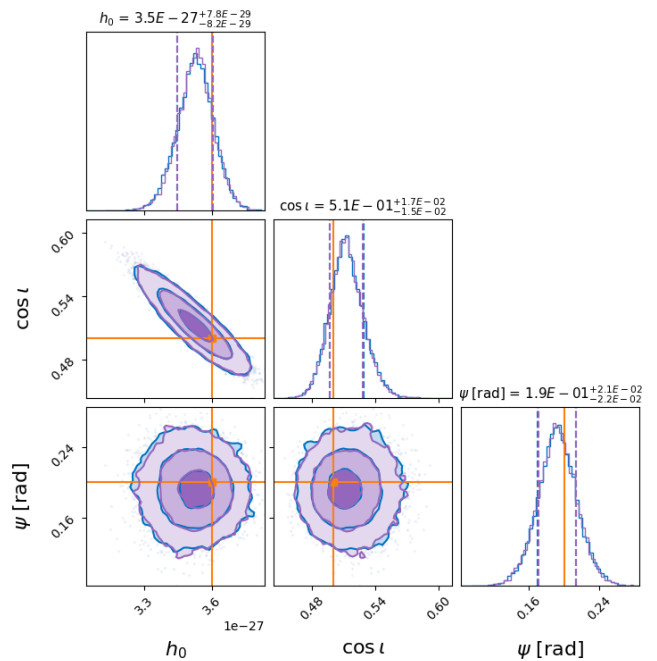 h₀ = 3.5E − 27 +7.8E−29 −8.2E−29
cos ι = 5.1E − 01 +1.7E−02 −1.5E−02
0.60
0.54
0.48
cos ι
ψ [rad] = 1.9E − 01 +2.1E−02 −2.2E−02
0.24
0.16
ψ [rad]
3.3
3.6
0.48
0.54
0.60
0.16
0.24
1e−27
h₀
cos ι
ψ [rad]